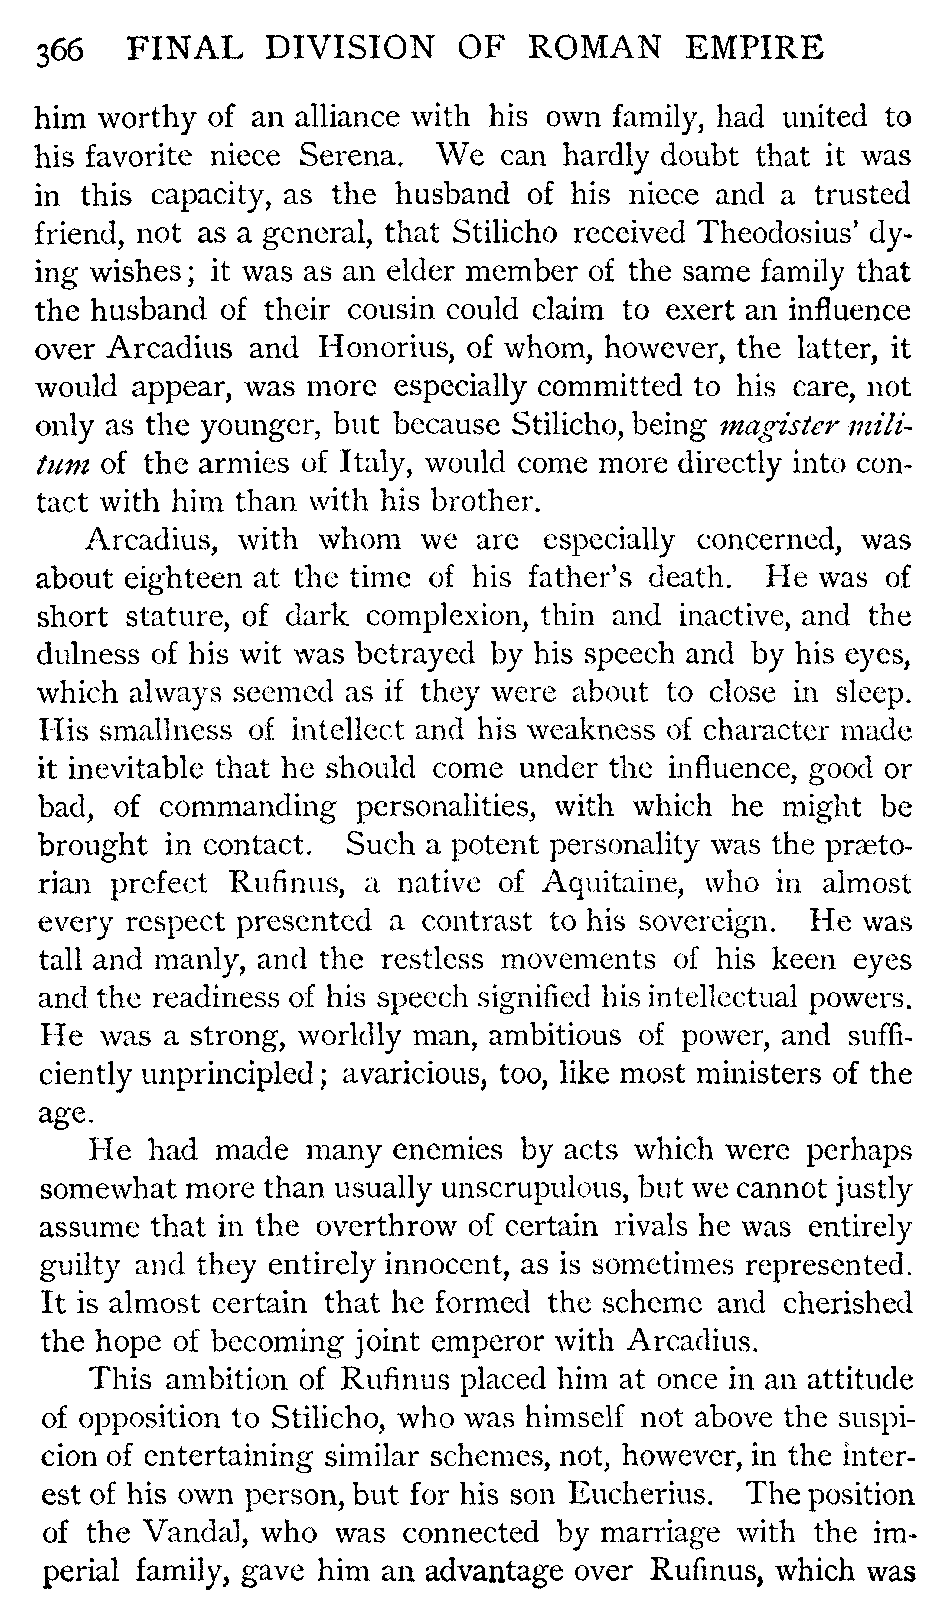 366 FINAL DIVISION OF ROMAN EMPIRE
him worthy of an alliance with his own family, had united to
his favorite niece Serena. We can hardly doubt that it was
in this capacity, as the husband of his niece and a trusted
friend, not as a general, that Stilicho received Theodosius' dy-
ing wishes; it was as an elder member of the same family that
the husband of their cousin could claim to exert an influence
over Arcadius and Honorius, of whom, however, the latter, it
would appear, was more especially committed to his care, not
only as the younger, but because Stilicho, being magister mili-
tum of the armies of Italy, would come more directly into con-
tact with him than with his brother.
Arcadius, with whom we are especially concerned, was
about eighteen at the time of his father's death. He was of
short stature, of dark complexion, thin and inactive, and the
dulness of his wit was betrayed by his speech and by his eyes,
which always seemed as if they were about to close in sleep.
His smallness of intellect and his weakness of character made
it inevitable that he should come under the influence, good or
bad, of commanding personalities, with which he might be
brought in contact. Such a potent personality was the præto-
rian prefect Rufinus, a native of Aquitaine, who in almost
every respect presented a contrast to his sovereign. He was
tall and manly, and the restless movements of his keen eyes
and the readiness of his speech signified his intellectual powers.
He was a strong, worldly man, ambitious of power, and suffi-
ciently unprincipled; avaricious, too, like most ministers of the
age.
He had made many enemies by acts which were perhaps
somewhat more than usually unscrupulous, but we cannot justly
assume that in the overthrow of certain rivals he was entirely
guilty and they entirely innocent, as is sometimes represented.
It is almost certain that he formed the scheme and cherished
the hope of becoming joint emperor with Arcadius.
This ambition of Rufinus placed him at once in an attitude
of opposition to Stilicho, who was himself not above the suspi-
cion of entertaining similar schemes, not, however, in the inter-
est of his own person, but for his son Eucherius. The position
of the Vandal, who was connected by marriage with the im-
perial family, gave him an advantage over Rufinus, which was